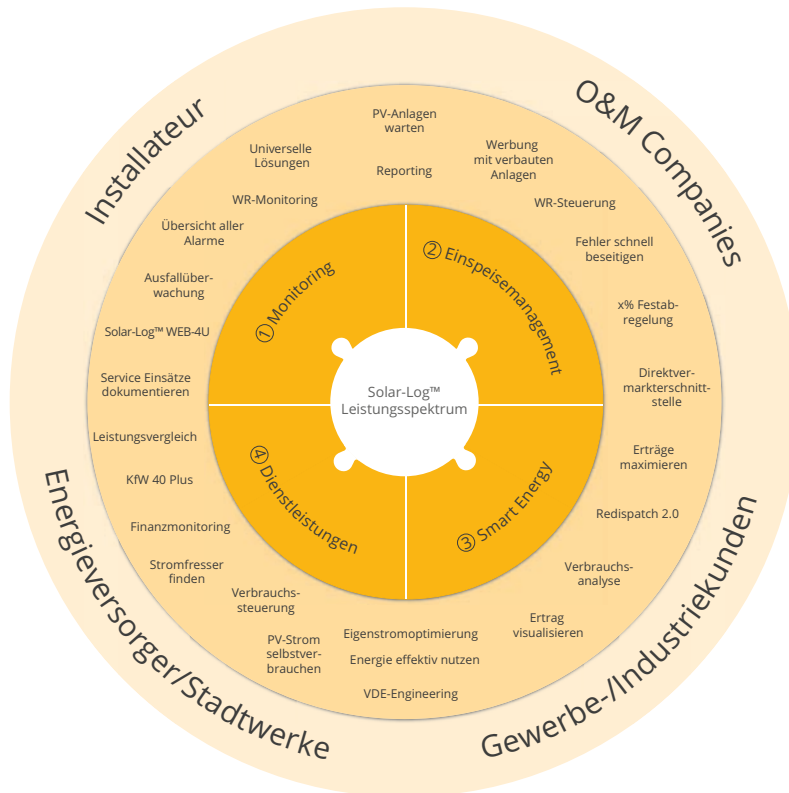 Installateur
O&M Companies
PV-Anlagen
warten
Reporting
Werbung
mit verbauten
Anlagen
WR-Steuerung
Fehler schnell
beseitigen
x% Festab-
regelung
Direktver-
markterschnitt-
stelle
Erträge
maximieren
Redispatch 2.0
Verbrauchs-
analyse
Ertrag
visualisieren
Eigenstromoptimierung
Energie effektiv nutzen
VDE-Engineering
PV-Strom
selbstver-
brauchen
Verbrauchs-
steuerung
Stromfresser
finden
Finanzmonitoring
KfW 40 Plus
Leistungsvergleich
Service Einsätze
dokumentieren
Solar-Log™ WEB-4U
Ausfallüber-
wachung
Übersicht aller
Alarme
WR-Monitoring
Universelle
Lösungen
① Monitoring
② Einspeisemanagement
③ Smart Energy
④ Dienstleistungen
Solar-Log™
Leistungsspektrum
Energieversorger/Stadtwerke
Gewerbe-/Industriekunden